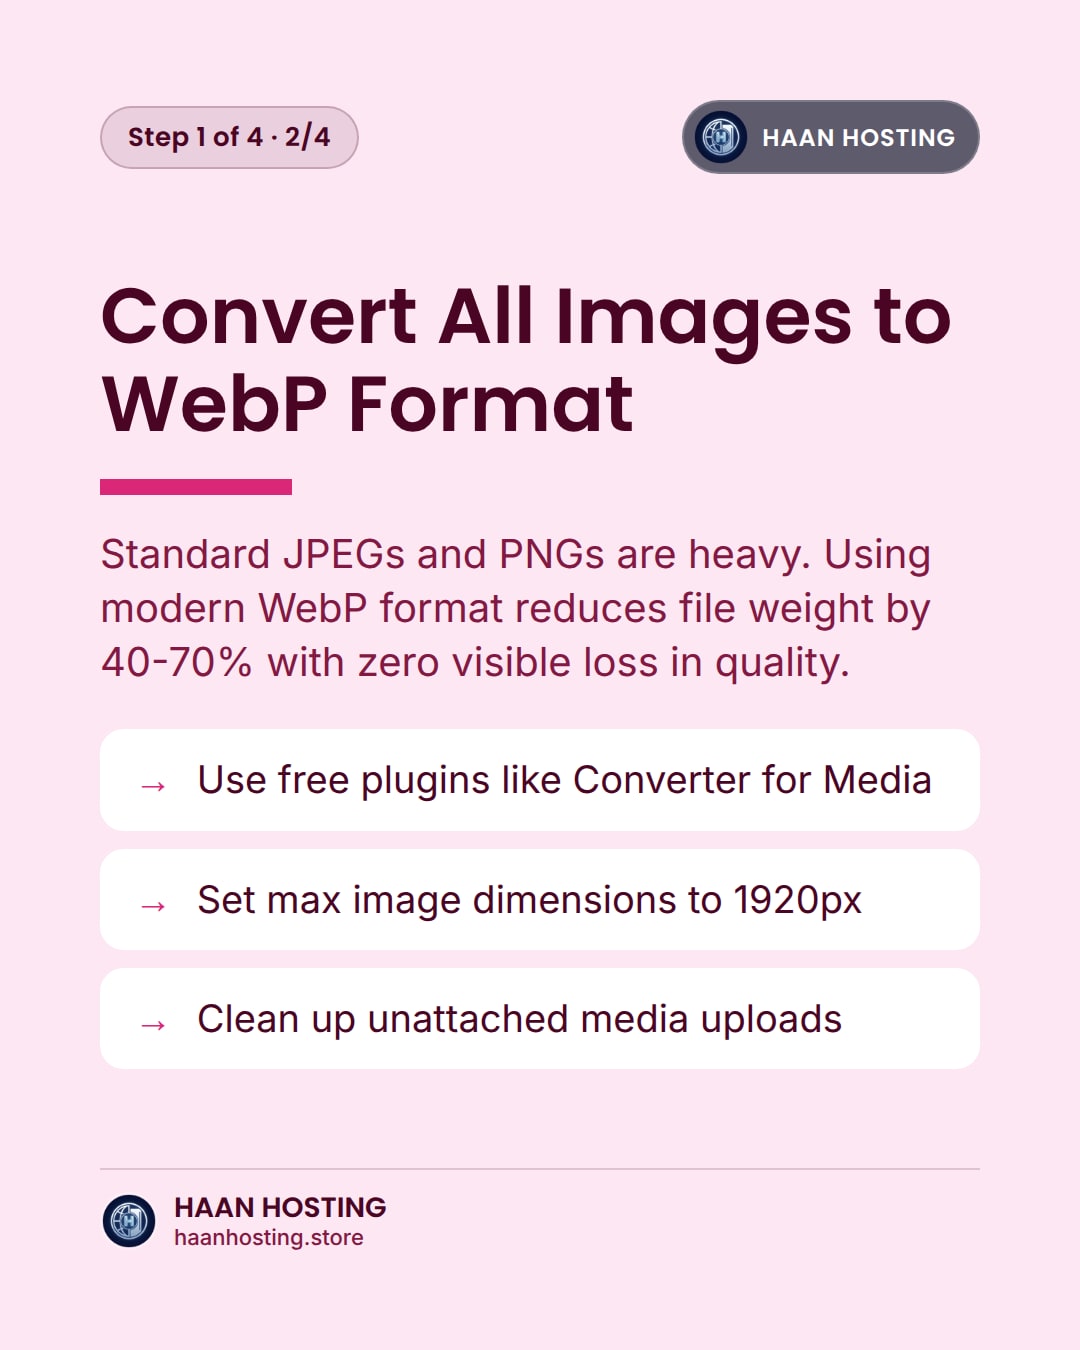 Step 1 of 4 · 2/4
HAAN HOSTING
Convert All Images to
WebP Format
Standard JPEGs and PNGs are heavy. Using
modern WebP format reduces file weight by
40-70% with zero visible loss in quality.
→ Use free plugins like Converter for Media
→ Set max image dimensions to 1920px
→ Clean up unattached media uploads
HAAN HOSTING
haanhosting.store